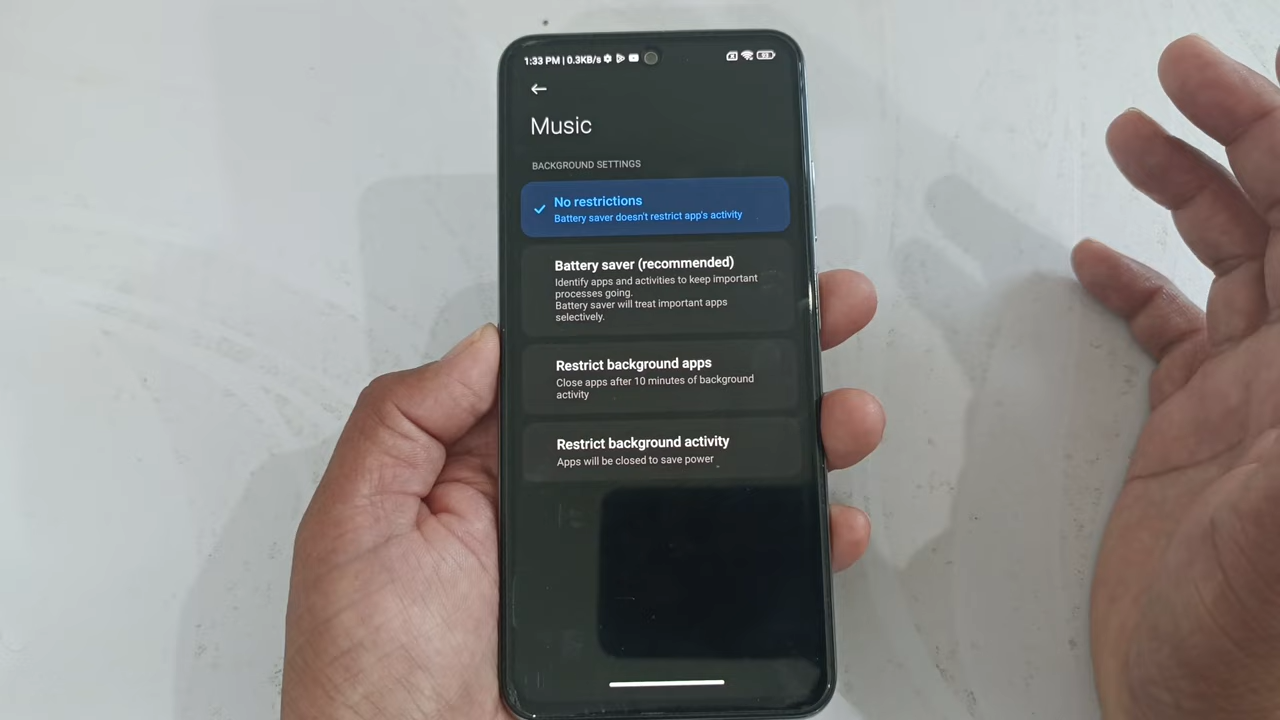 1:33 PM | 0.3KB/s
93
Music
BACKGROUND SETTINGS
No restrictions
Battery saver doesn't restrict app's activity
Battery saver (recommended)
Identify apps and activities to keep important
processes going.
Battery saver will treat important apps
selectively.
Restrict background apps
Close apps after 10 minutes of background
activity
Restrict background activity
Apps will be closed to save power